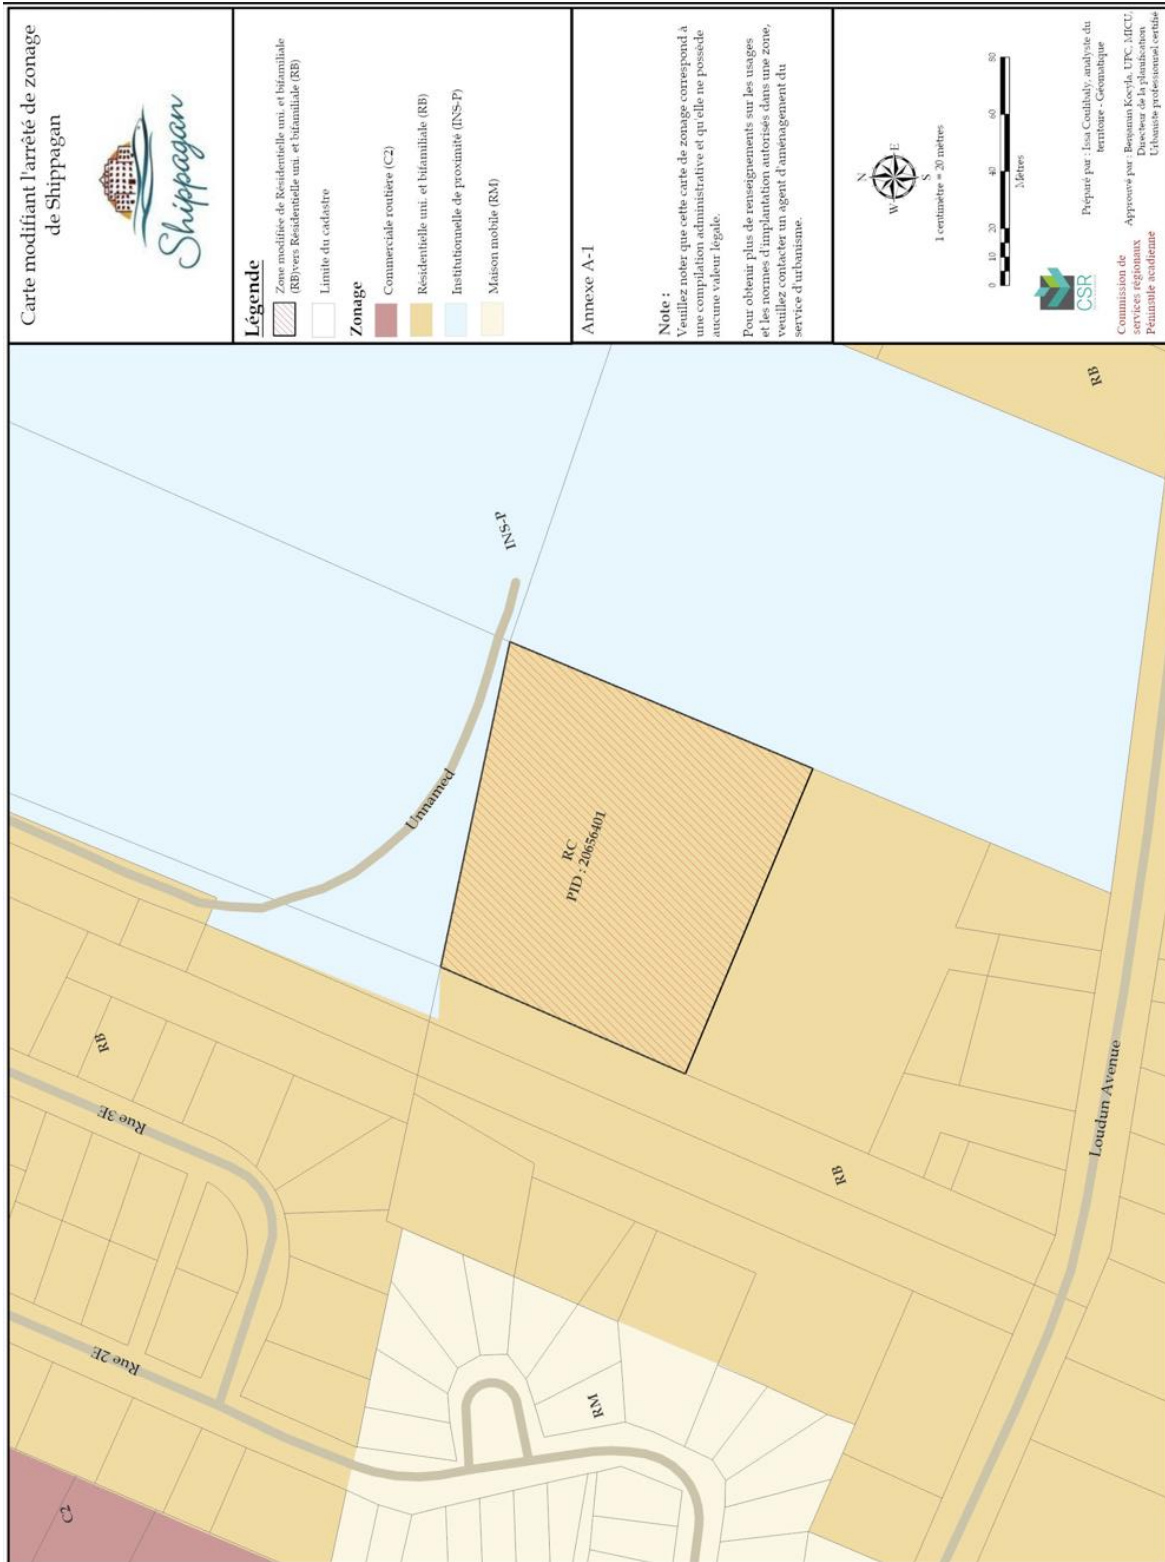 Carte modifiant l'arrêté de zonage
de Shippagan
Shippagan
Légende
Zone modifiée de Résidentielle uni. et bifamiliale
(RB)vers Résidentielle uni. et bifamiliale (RB)
Limite du cadastre
Zonage
Commerciale routière (C2)
Résidentielle uni. et bifamiliale (RB)
Institutionnelle de proximité (INS-P)
Maison mobile (RM)
Annexe A-1
Note :
Veuillez noter que cette carte de zonage correspond à
une compilation administrative et qu'elle ne possède
aucune valeur légale.
Pour obtenir plus de renseignements sur les usages
et les normes d'implantation autorisés dans une zone,
veuillez contacter un agent d'aménagement du
service d'urbanisme.
N
W
E
S
1 centimètre = 20 mètres
0 10 20 40 60 80
Mètres
CSR
Commission de
services régionaux
Péninsule acadienne
Préparé par : Issa Coulibaly, analyste du
territoire - Géomatique
Approuvé par : Benjamin Kocyla, UPC, MICU,
Directeur de la planification
Urbaniste professionnel certifié
C2
Rue 2E
Rue 3E
RB
Unnamed
INS-P
RC
PID : 20656401
RM
RB
Loudun Avenue
RB